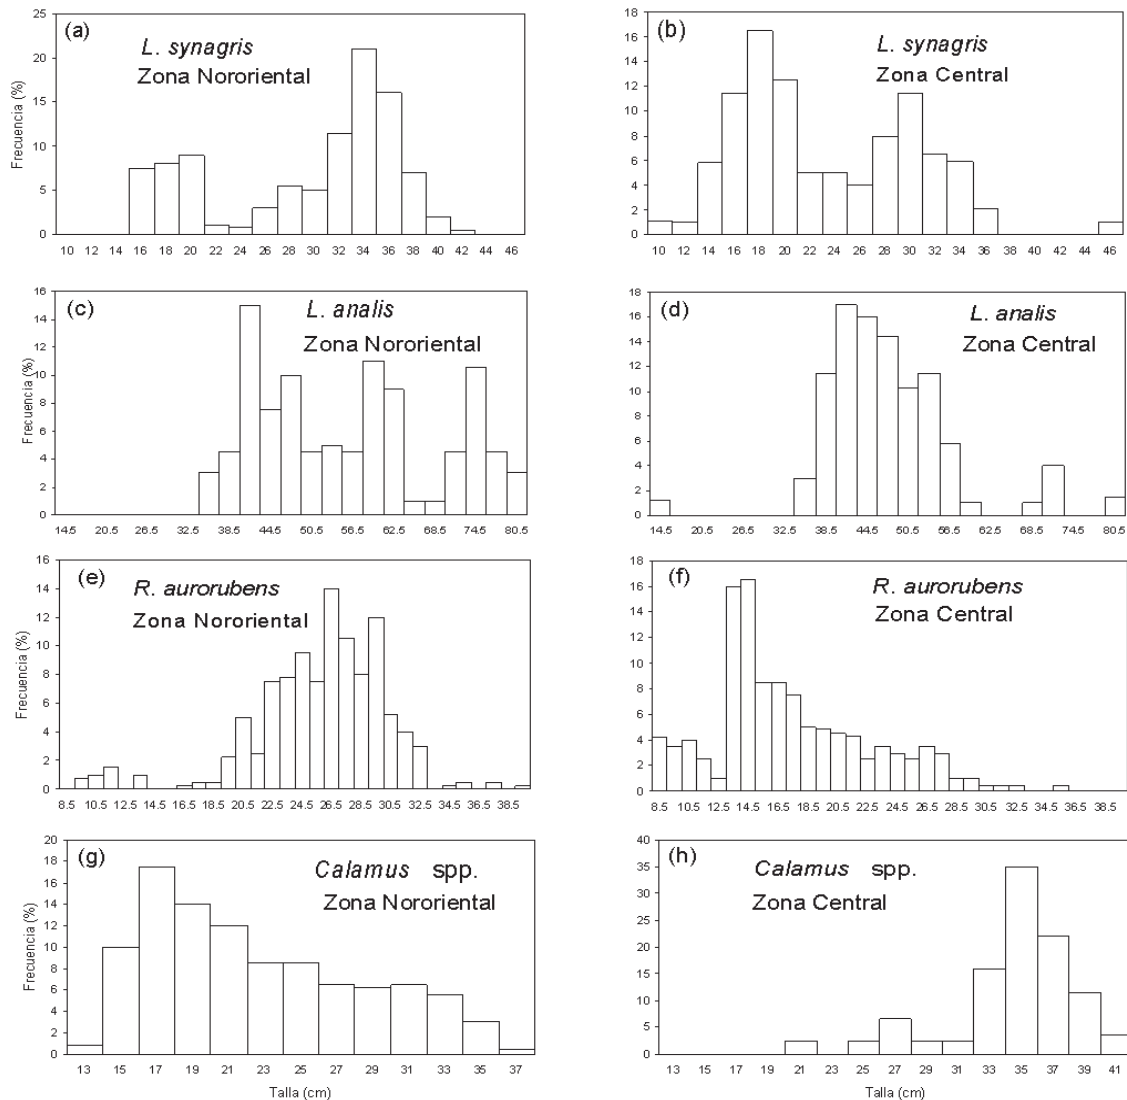 (a)
L. synagris
Zona Nororiental
Frecuencia (%)
25
20
15
10
5
0
10 12 14 16 18 20 22 24 26 28 30 32 34 36 38 40 42 44 46
(b)
L. synagris
Zona Central
18
16
14
12
10
8
6
4
2
0
10 12 14 16 18 20 22 24 26 28 30 32 34 36 38 40 42 44 46
(c)
L. analis
Zona Nororiental
Frecuencia (%)
16
14
12
10
8
6
4
2
0
14.5 20.5 26.5 32.5 38.5 44.5 50.5 56.5 62.5 68.5 74.5 80.5
(d)
L. analis
Zona Central
18
16
14
12
10
8
6
4
2
0
14.5 20.5 26.5 32.5 38.5 44.5 50.5 56.5 62.5 68.5 74.5 80.5
(e)
R. aurorubens
Zona Nororiental
Frecuencia (%)
16
14
12
10
8
6
4
2
0
8.5 10.5 12.5 14.5 16.5 18.5 20.5 22.5 24.5 26.5 28.5 30.5 32.5 34.5 36.5 38.5
(f)
R. aurorubens
Zona Central
18
16
14
12
10
8
6
4
2
0
8.5 10.5 12.5 14.5 16.5 18.5 20.5 22.5 24.5 26.5 28.5 30.5 32.5 34.5 36.5 38.5
(g)
Calamus spp.
Zona Nororiental
Frecuencia (%)
20
18
16
14
12
10
8
6
4
2
0
13 15 17 19 21 23 25 27 29 31 33 35 37
Talla (cm)
(h)
Calamus spp.
Zona Central
40
35
30
25
20
15
10
5
0
13 15 17 19 21 23 25 27 29 31 33 35 37 39 41
Talla (cm)